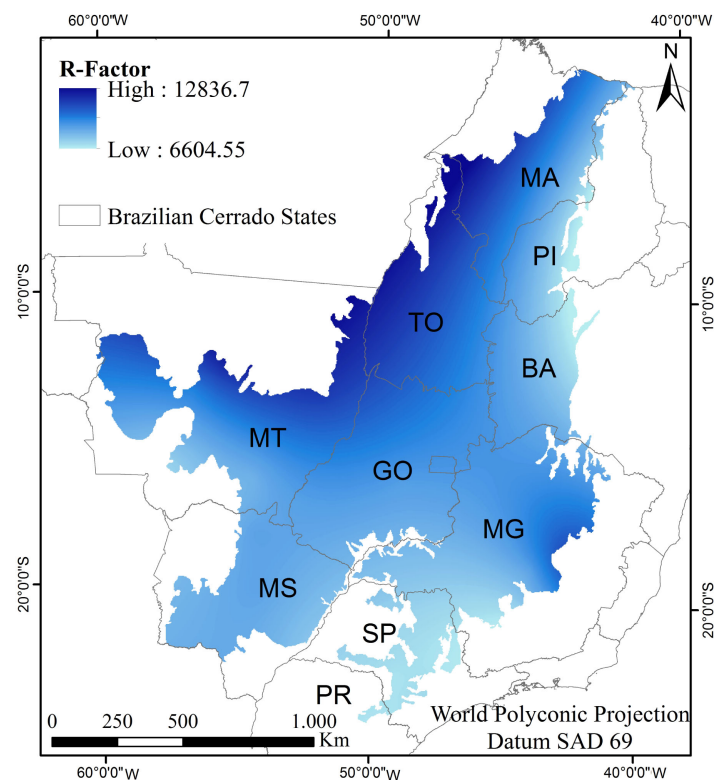 60°0'0"W 50°0'0"W 40°0'0"W
N
R-Factor
High : 12836.7
Low : 6604.55
Brazilian Cerrado States
MA
PI
10°0'0"S
10°0'0"S
TO
BA
MT
GO
MG
20°0'0"S
MS
20°0'0"S
SP
PR
0 250 500 1.000
Km
World Polyconic Projection
Datum SAD 69
60°0'0"W 50°0'0"W 40°0'0"W